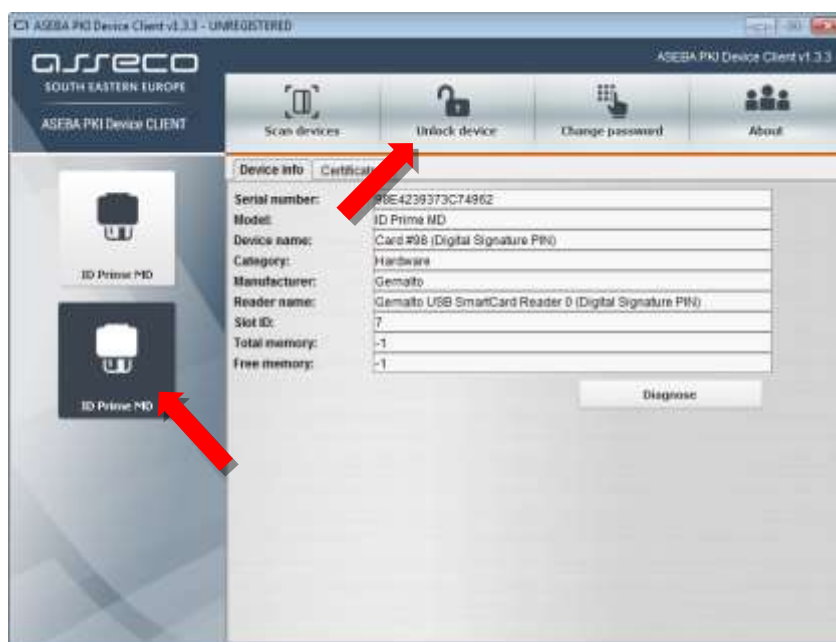 ASEBA PKI Device Client v1.3.3 - UNREGISTERED
asseco
SOUTH EASTERN EUROPE
ASEBA PKI Device CLIENT
ASEBA PKI Device Client v1.3.3
Scan devices
Unlock device
Change password
About
Device info
Serial number: 98E4239373C74962
Model: ID Prime MD
Device name: Card #98 (Digital Signature PIN)
Category: Hardware
Manufacturer: Gemalto
Reader name: Gemalto USB SmartCard Reader 0 (Digital Signature PIN)
Slot ID: 7
Total memory: -1
Free memory: -1
Diagnose
ID Prime MD
ID Prime MD